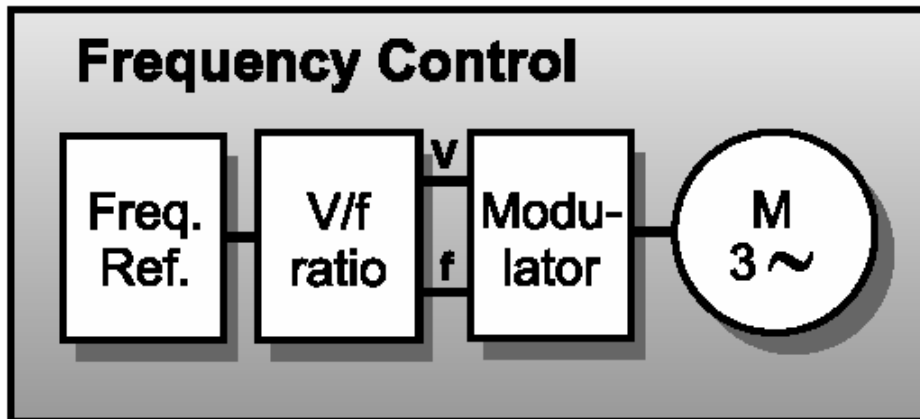 Frequency Control
Freq.
Ref.
V/f
ratio
V
f
Modu-
lator
M
3~